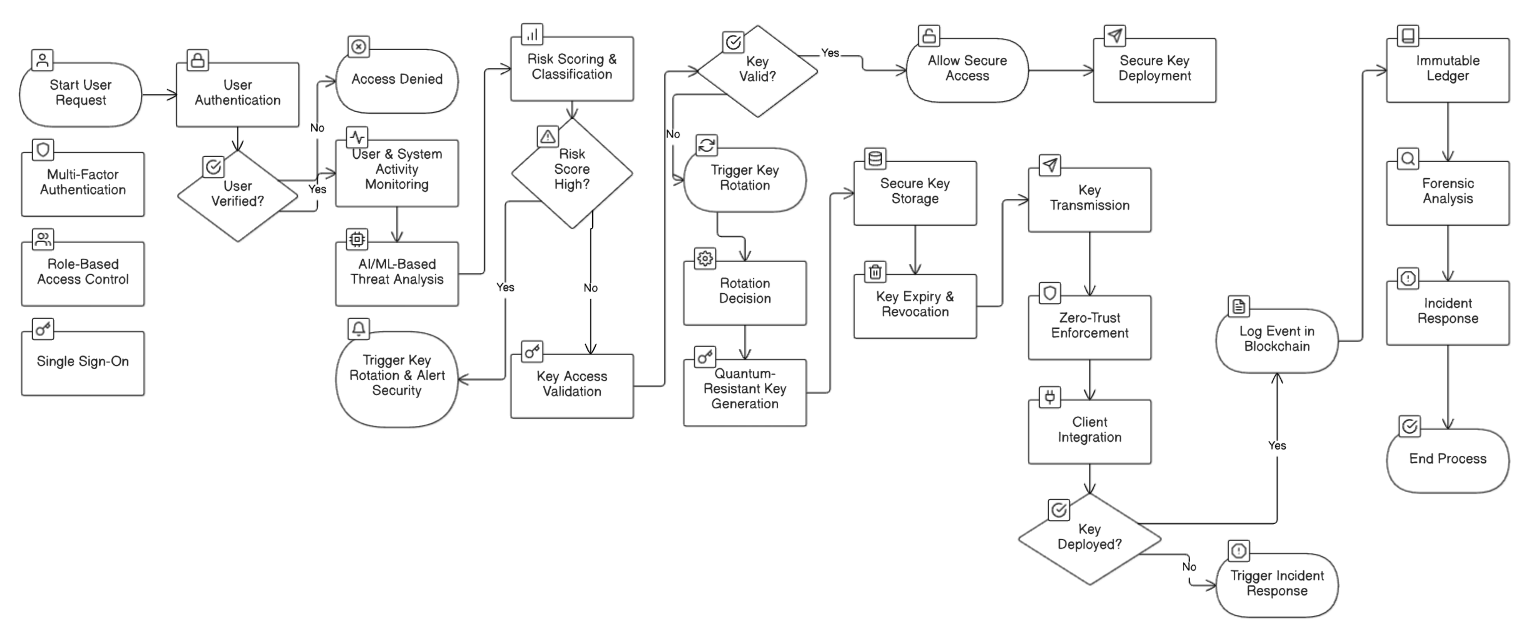 Start User
Request
Multi-Factor
Authentication
Role-Based
Access Control
Single Sign-On
User
Authentication
User
Verified?
No
Yes
Access Denied
User & System
Activity
Monitoring
AI/ML-Based
Threat Analysis
Trigger Key
Rotation & Alert
Security
Risk Scoring &
Classification
Risk
Score
High?
Yes
No
Key Access
Validation
Key
Valid?
Yes
No
Trigger Key
Rotation
Rotation
Decision
Quantum-
Resistant Key
Generation
Allow Secure
Access
Secure Key
Deployment
Secure Key
Storage
Key Expiry &
Revocation
Key
Transmission
Zero-Trust
Enforcement
Client
Integration
Key
Deployed?
Yes
No
Log Event in
Blockchain
Trigger Incident
Response
Immutable
Ledger
Forensic
Analysis
Incident
Response
End Process